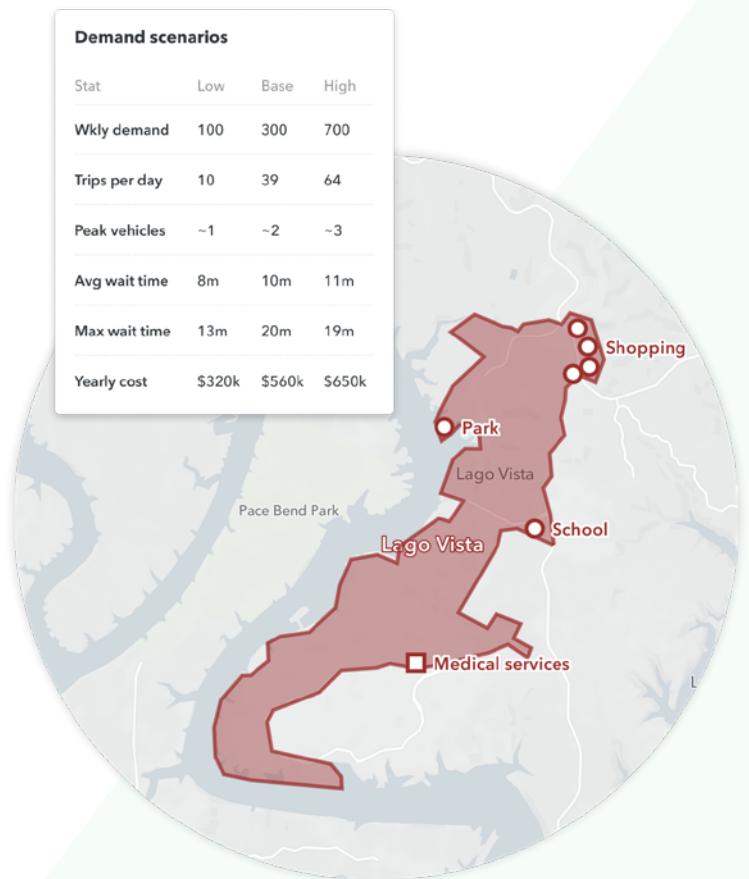 Demand scenarios
Stat Low Base High
Wkly demand 100 300 700
Trips per day 10 39 64
Peak vehicles ~1 ~2 ~3
Avg wait time 8m 10m 11m
Max wait time 13m 20m 19m
Yearly cost $320k $560k $650k
Shopping
Park
Lago Vista
Pace Bend Park
School
Lago Vista
Medical services
L